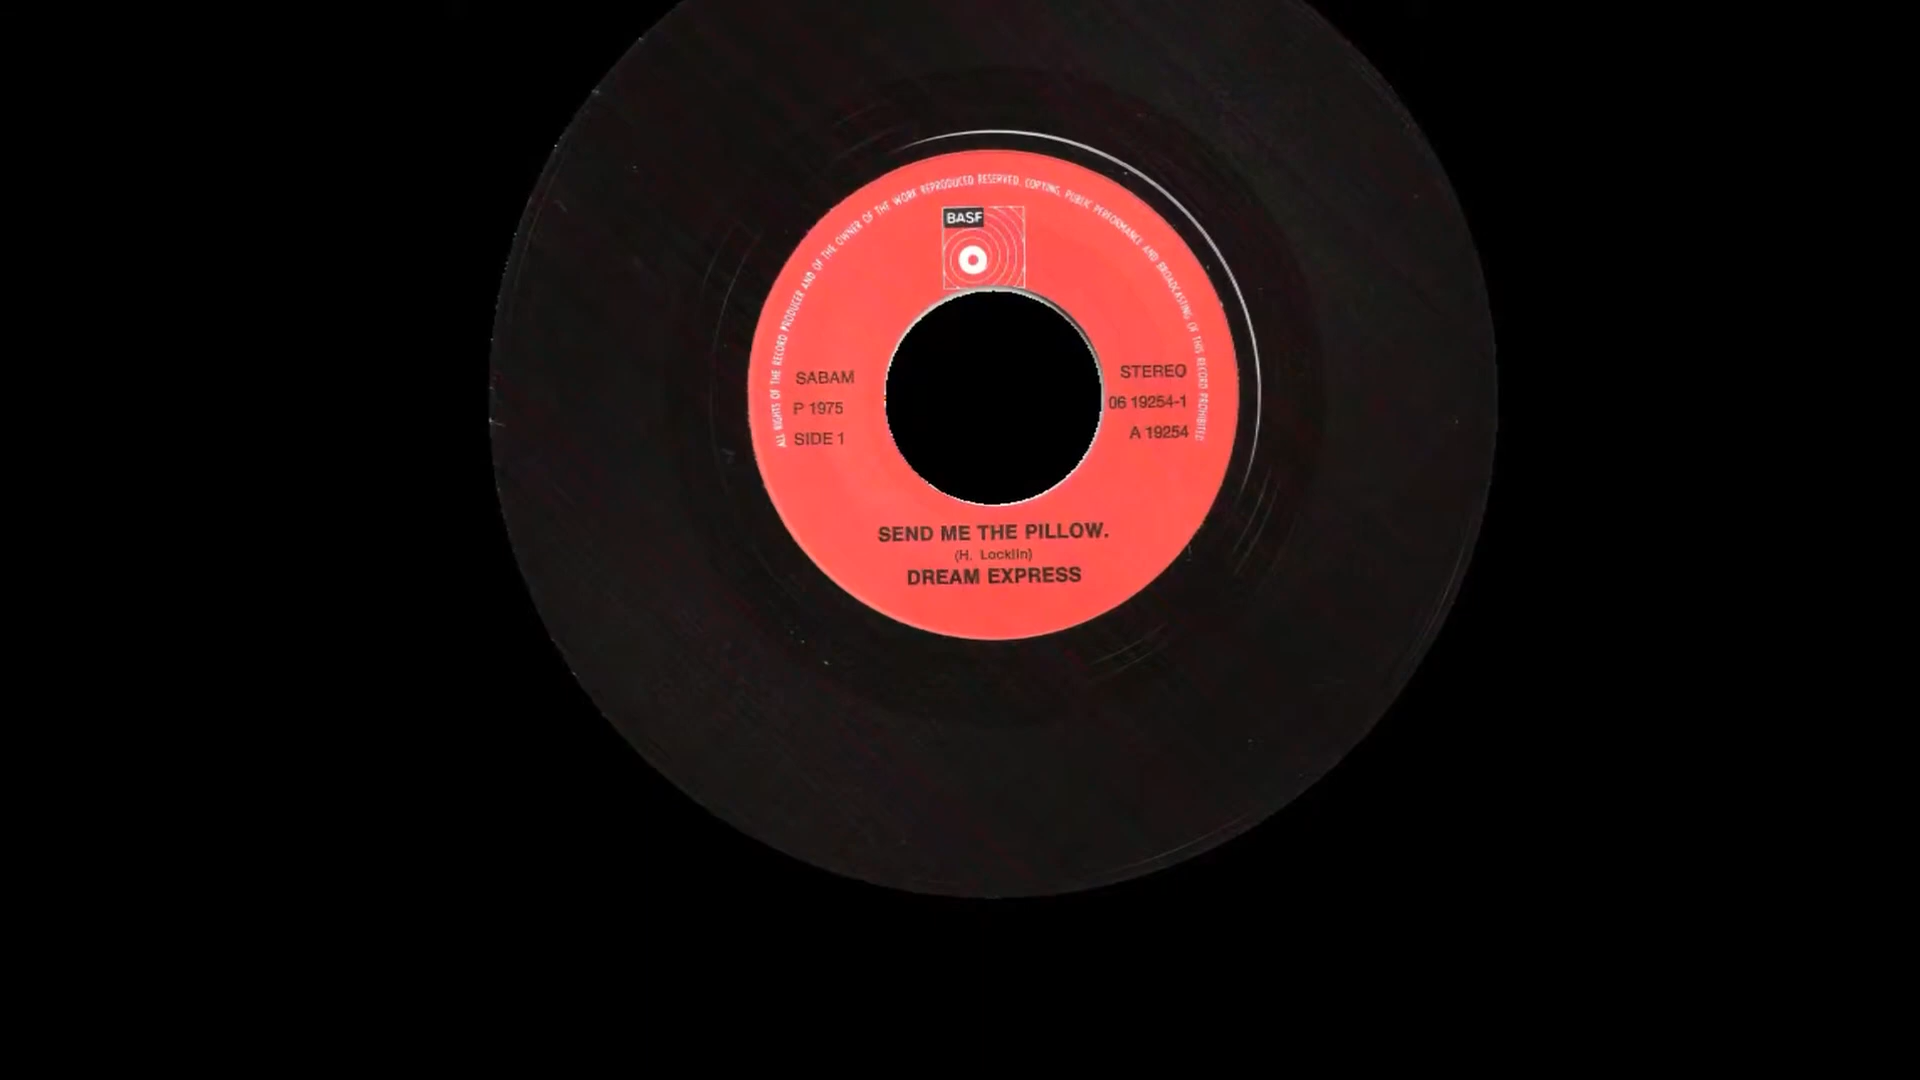 ALL RIGHTS OF THE RECORD PRODUCER AND OF THE OWNER OF THE WORK REPRODUCED RESERVED. COPYING, PUBLIC PERFORMANCE AND BROADCASTING OF THIS RECORD PROHIBITED
BASF
SABAM
P 1975
SIDE 1
STEREO
06 19254-1
A 19254
SEND ME THE PILLOW.
(H. Locklin)
DREAM EXPRESS